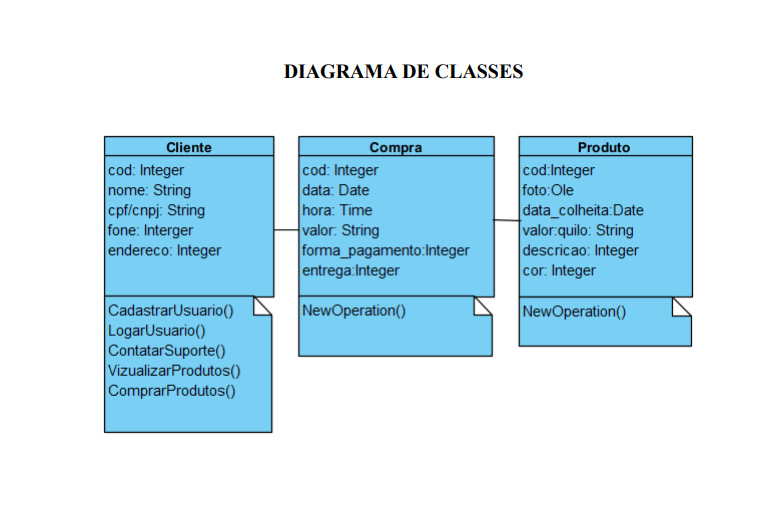 DIAGRAMA DE CLASSES
Cliente
cod: Integer
nome: String
cpf/cnpj: String
fone: Interger
endereco: Integer
CadastrarUsuario()
LogarUsuario()
ContatarSuporte()
VizualizarProdutos()
ComprarProdutos()
Compra
cod: Integer
data: Date
hora: Time
valor: String
forma_pagamento:Integer
entrega:Integer
NewOperation()
Produto
cod:Integer
foto:Ole
data_colheita:Date
valor:quilo: String
descricao: Integer
cor: Integer
NewOperation()